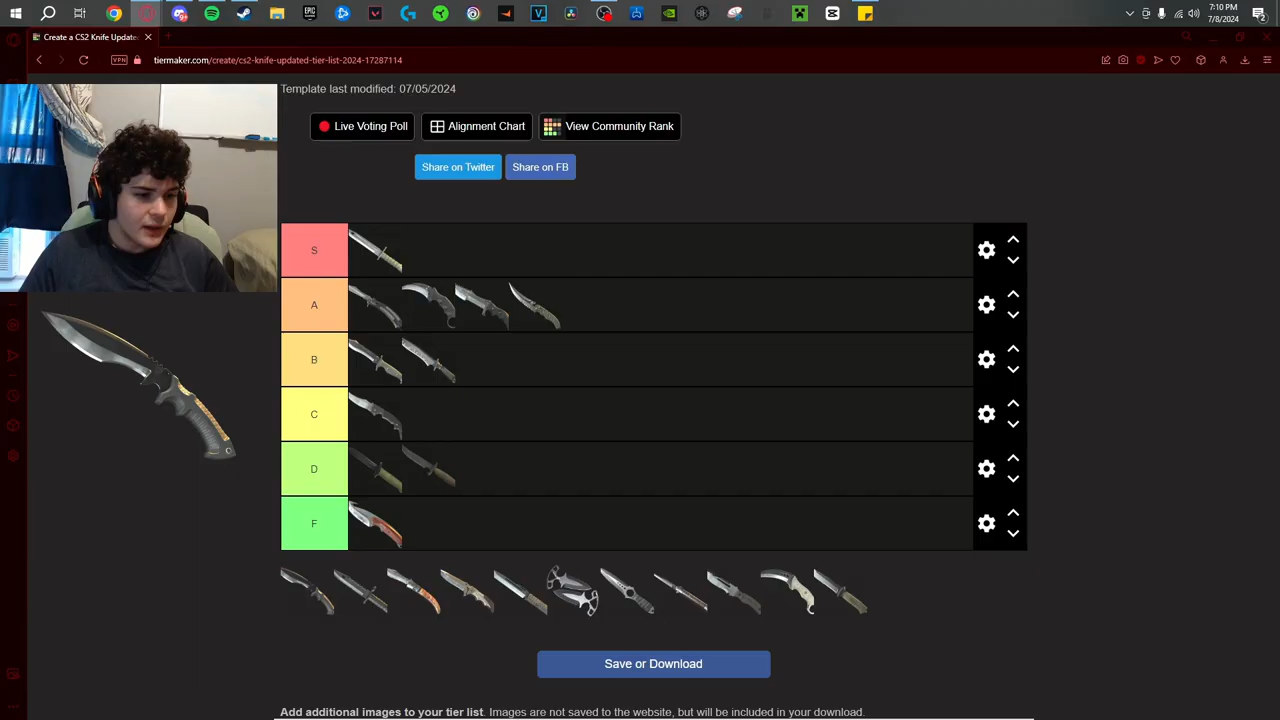 7:10 PM
7/8/2024
2
Create a CS2 Knife Update
VPN
tiermaker.com/create/cs2-knife-updated-tier-list-2024-17287114
Template last modified: 07/05/2024
Live Voting Poll
Alignment Chart
View Community Rank
Share on Twitter
Share on FB
S
A
B
C
D
F
Save or Download
Add additional images to your tier list. Images are not saved to the website, but will be included in your download.